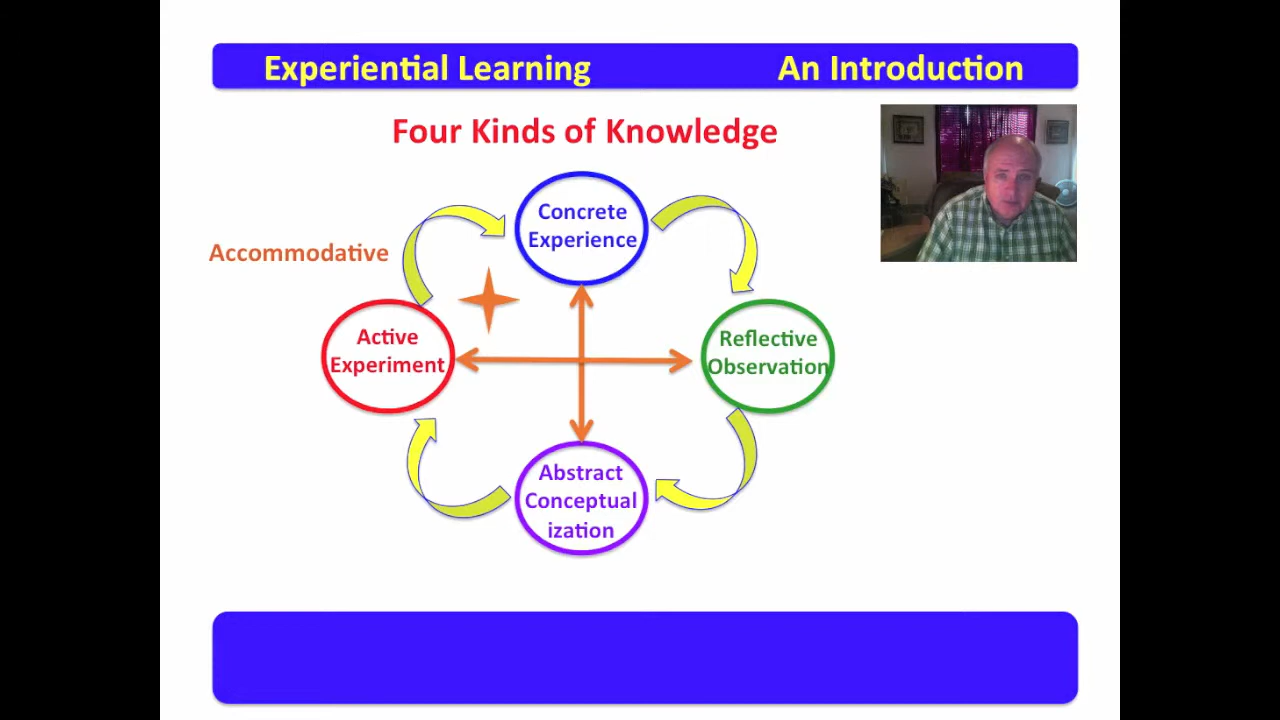 Experiential Learning An Introduction
Four Kinds of Knowledge
Concrete
Experience
Accommodative
Active
Experiment
Reflective
Observation
Abstract
Conceptual
ization